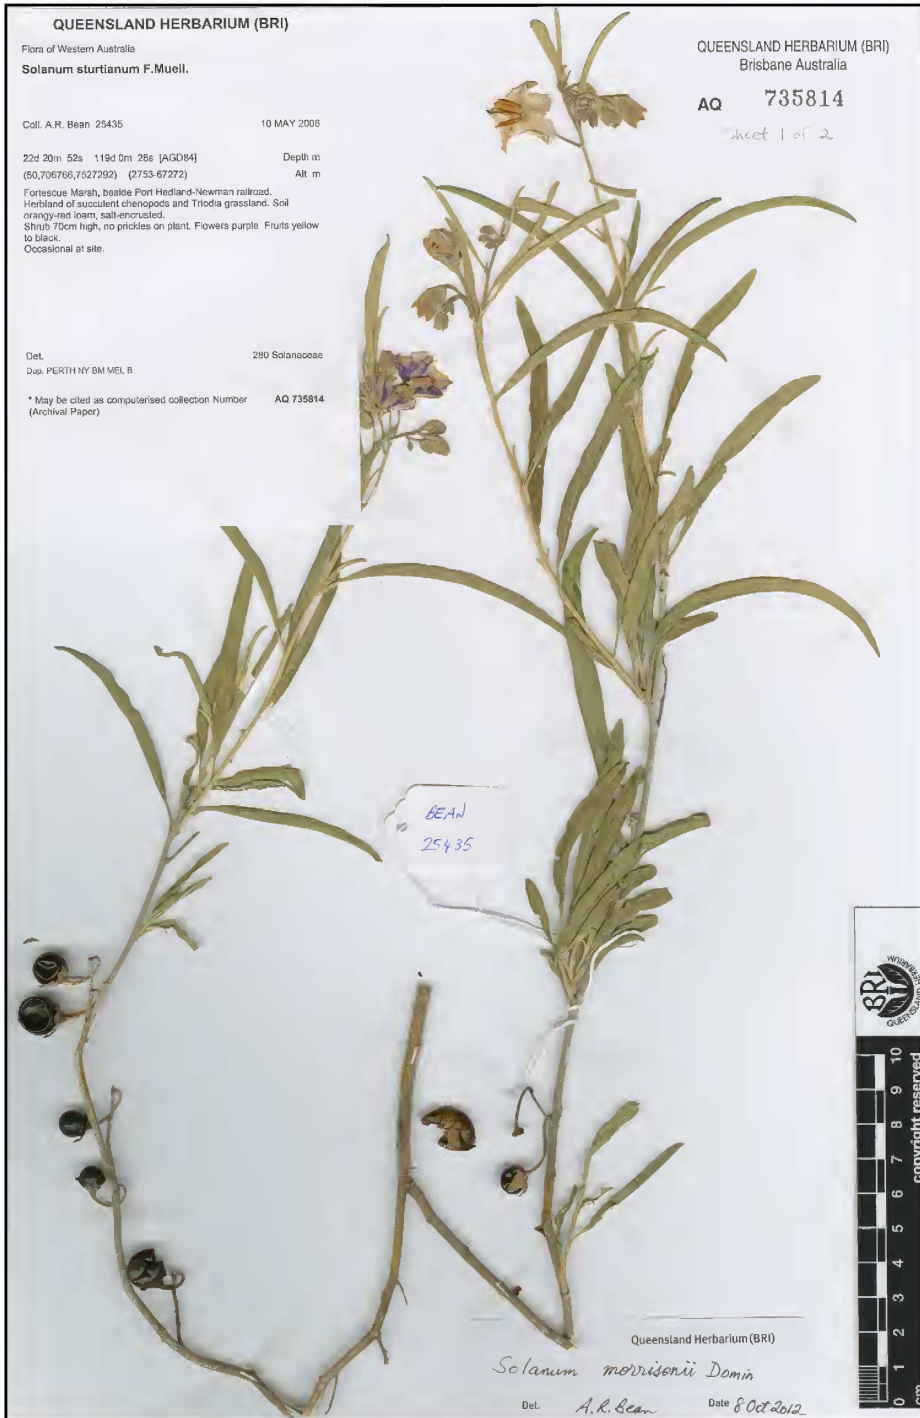 QUEENSLAND HERBARIUM (BRI)
Flora of Western Australia
Solanum sturtianum F.Muell.
Coll. A.R. Bean 25435 10 MAY 2006
22d 20m 52s 119d 0m 26s [AGD84] Depth m
(50,706766,7527292) (2753-67272) Alt m
Fortescue Marsh, beside Port Hedland-Newman railroad.
Herbland of succulent chenopods and Triodia grassland. Soil
orangy-red loam, salt-encrusted.
Shrub 70cm high, no prickles on plant. Flowers purple Fruits yellow
to black.
Occasional at site.
Det. 280 Solanaceae
Dup. PERTH NY BM MEL B
* May be cited as computerised collection Number AQ 735814
(Archival Paper)
QUEENSLAND HERBARIUM (BRI)
Brisbane Australia
AQ 735814
sheet 1 of 2
BEAN
25435
BRI
QUEENSLAND HERBARIUM
copyright reserved
10
9
8
7
6
5
4
3
2
1
0
cm
Queensland Herbarium (BRI)
Solanum morrisonii Domin
Det. A.R.Bean Date 8 Oct 2012